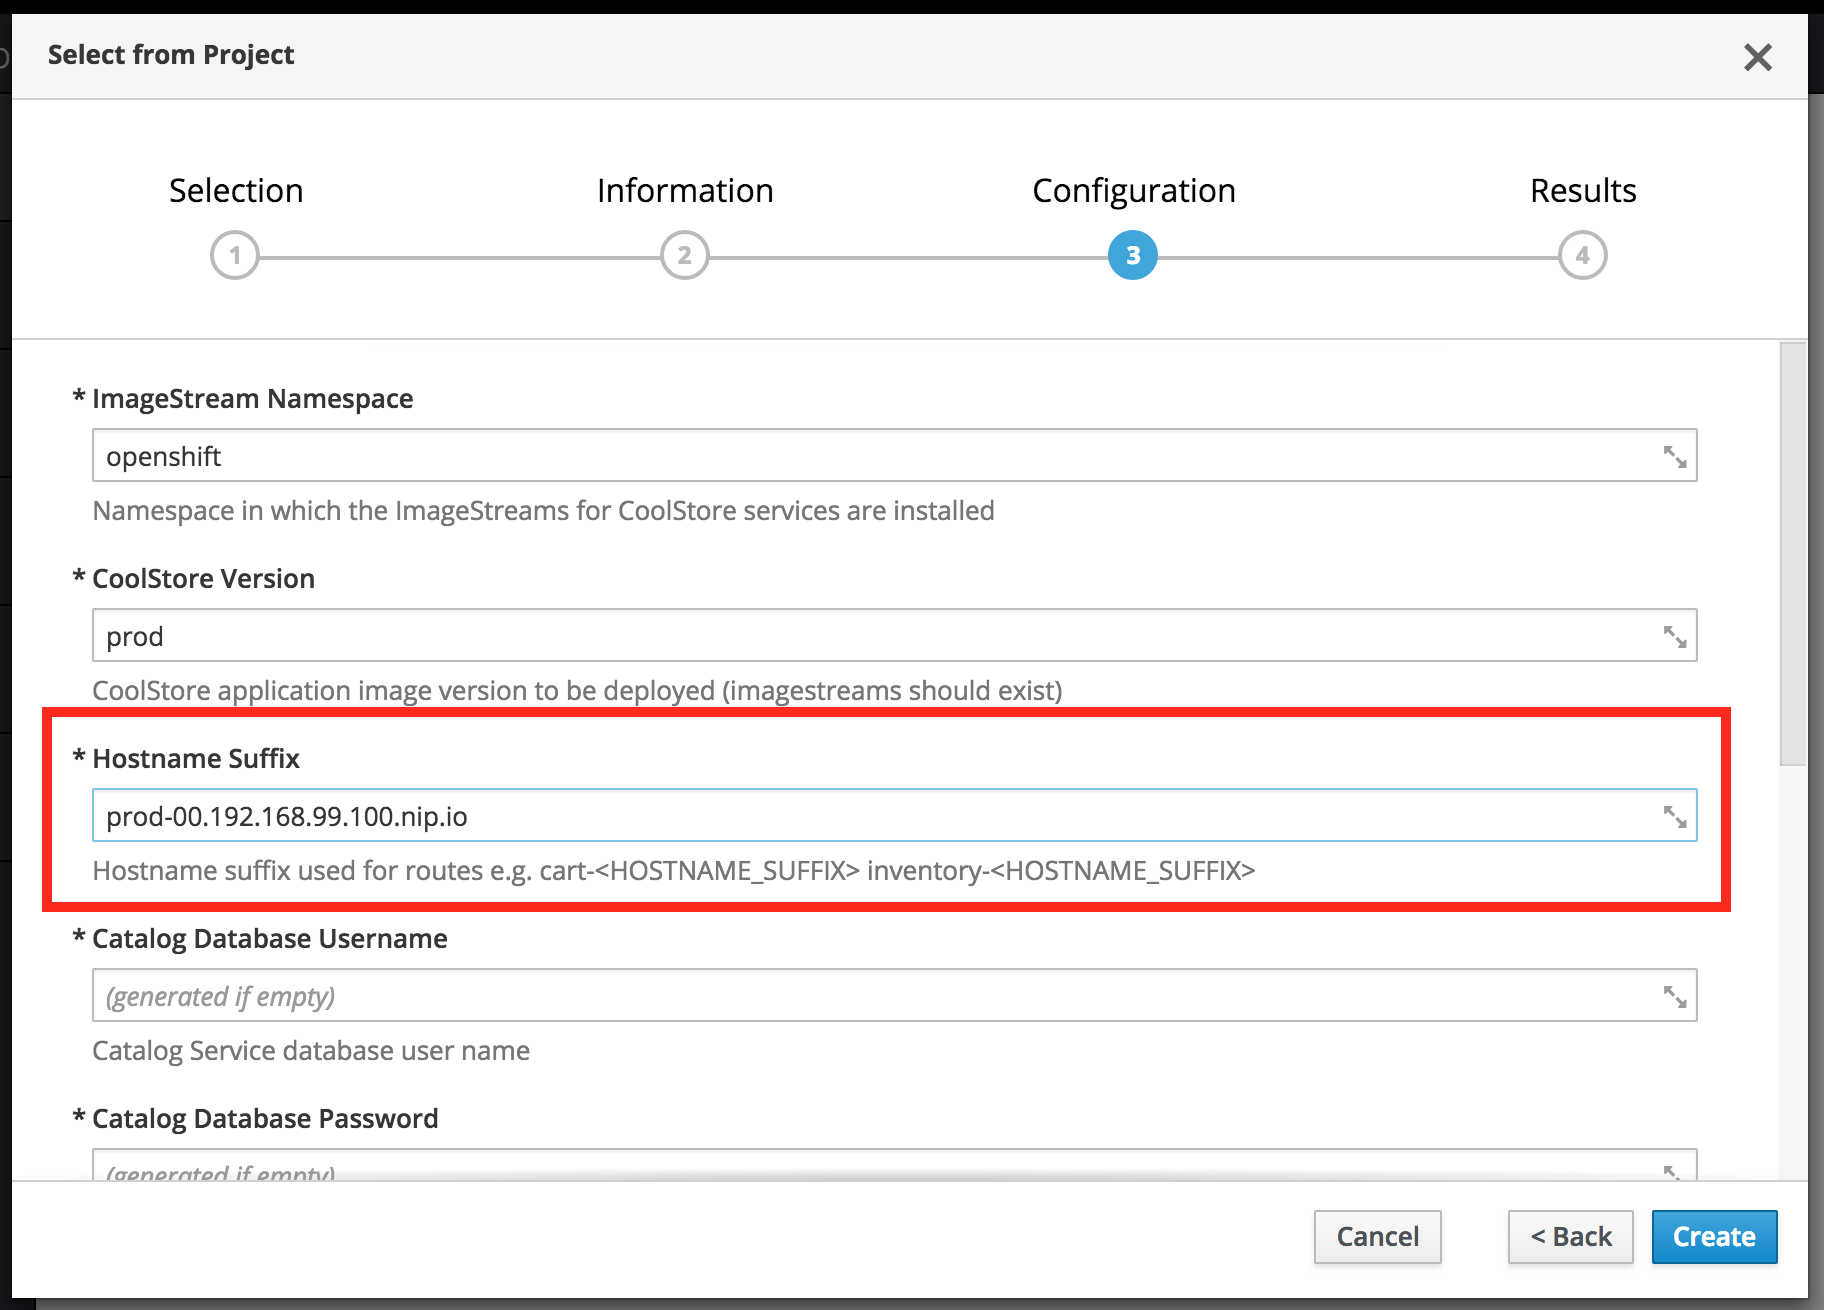 Select from Project
Selection
Information
Configuration
Results
1
2
3
4
* ImageStream Namespace
openshift
Namespace in which the ImageStreams for CoolStore services are installed
* CoolStore Version
prod
CoolStore application image version to be deployed (imagestreams should exist)
* Hostname Suffix
prod-00.192.168.99.100.nip.io
Hostname suffix used for routes e.g. cart-<HOSTNAME_SUFFIX> inventory-<HOSTNAME_SUFFIX>
* Catalog Database Username
(generated if empty)
Catalog Service database user name
* Catalog Database Password
(generated if empty)
Cancel
< Back
Create